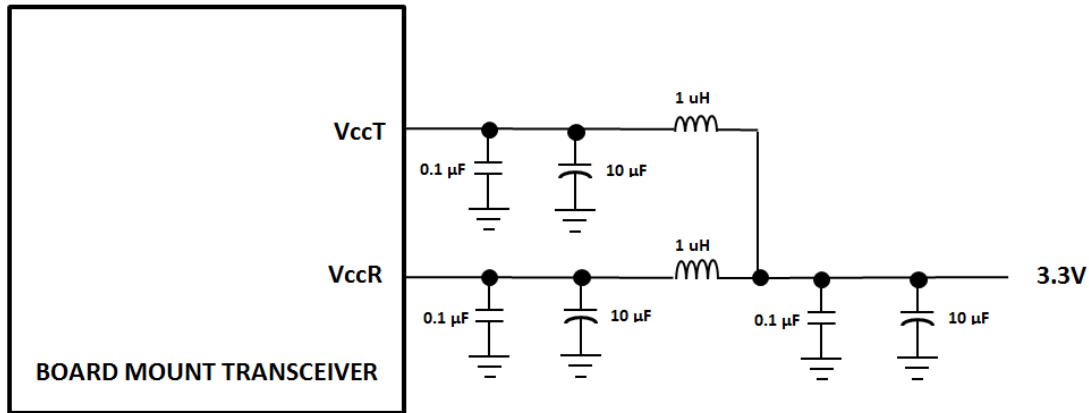 1 uH
VccT
0.1 µF
10 µF
1 uH
VccR
3.3V
0.1 µF
10 µF
0.1 µF
10 µF
BOARD MOUNT TRANSCEIVER